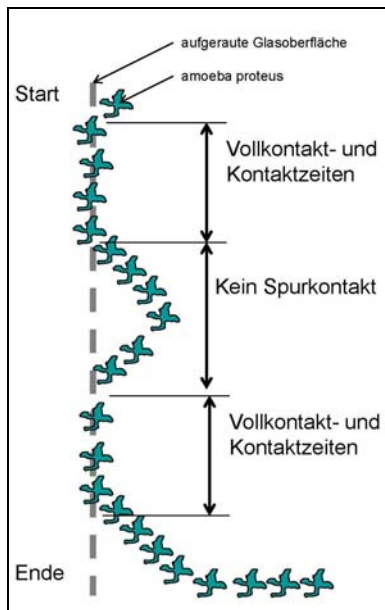 aufgeraute Glasoberfläche
amoeba proteus
Start
Vollkontakt- und
Kontaktzeiten
Kein Spurkontakt
Vollkontakt- und
Kontaktzeiten
Ende